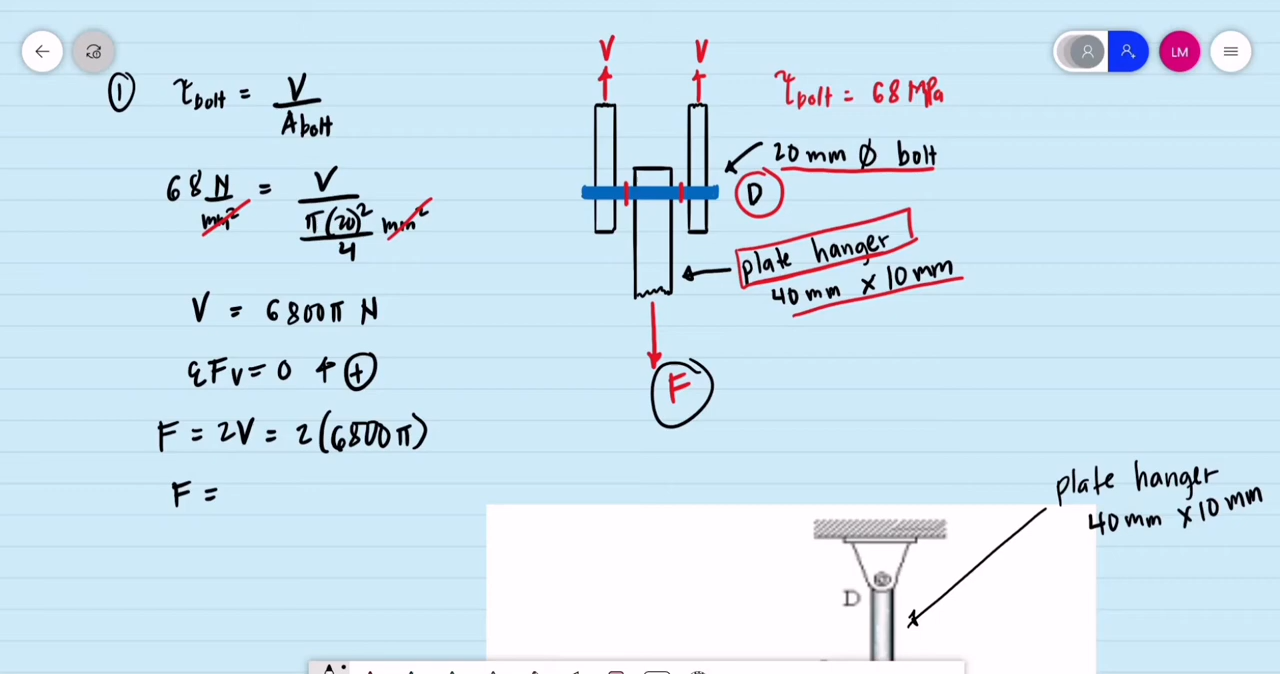 ① τbolt = V / Abolt
68 N/mm² = V / (π(20)²/4) mm²
V = 6800π N
ΣFv = 0 ↑ +
F = 2V = 2(6800π)
F =
V V
τbolt = 68 MPa
20 mm Ø bolt
D
plate hanger
40 mm x 10 mm
F
plate hanger
40 mm x 10 mm
D
LM